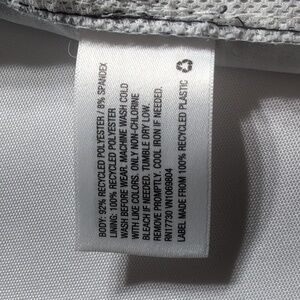 BODY: 92% RECYCLED POLYESTER / 8% SPANDEX
LINING: 100% RECYCLED POLYESTER
WASH BEFORE WEAR. MACHINE WASH COLD
WITH LIKE COLORS. ONLY NON-CHLORINE
BLEACH IF NEEDED. TUMBLE DRY LOW.
REMOVE PROMPTLY. COOL IRON IF NEEDED.
RN17730 VN1069804
LABEL MADE FROM 100% RECYCLED PLASTIC